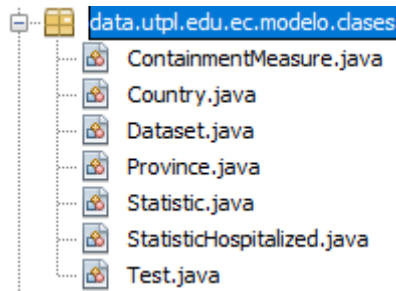 data.utpl.edu.ec.modelo.clases
ContainmentMeasure.java
Country.java
Dataset.java
Province.java
Statistic.java
StatisticHospitalized.java
Test.java